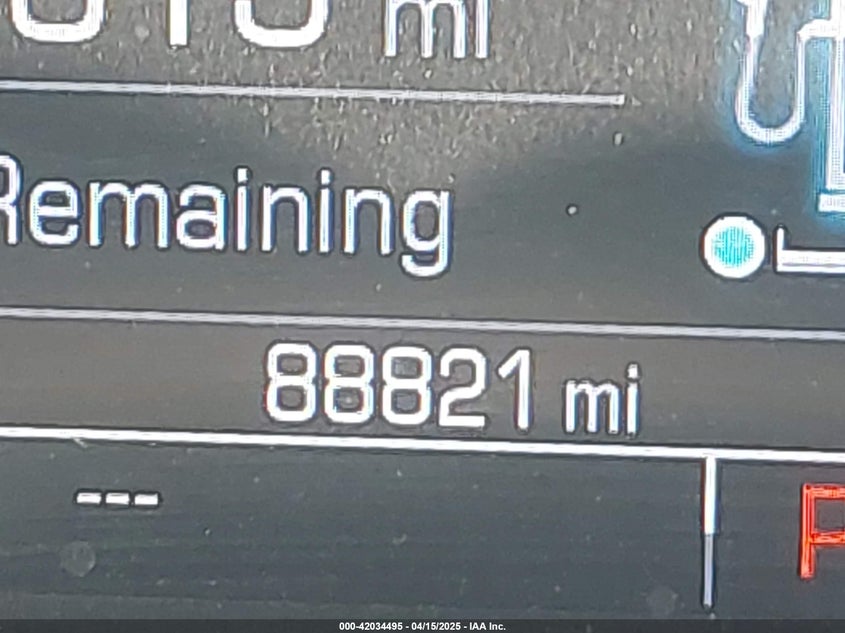 mi
Remaining
88821 mi
---
P
000-42034495 - 04/15/2025 - IAA Inc.